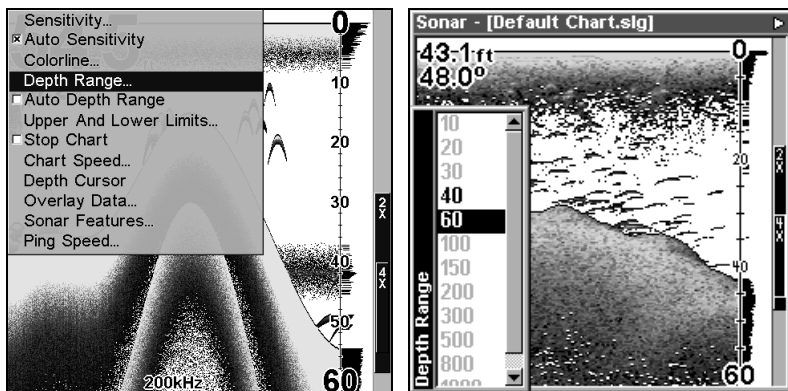 Sensitivity...
Auto Sensitivity
Colorline...
Depth Range...
Auto Depth Range
Upper And Lower Limits...
Stop Chart
Chart Speed...
Depth Cursor
Overlay Data...
Sonar Features...
Ping Speed...
0
10
20
30
40
50
60
2X
4X
200kHz
Sonar - [Default Chart.slg]
43.1 ft
48.0°
Depth Range
10
20
30
40
60
100
150
200
300
500
800
1000
0
20
40
60
2X
4X